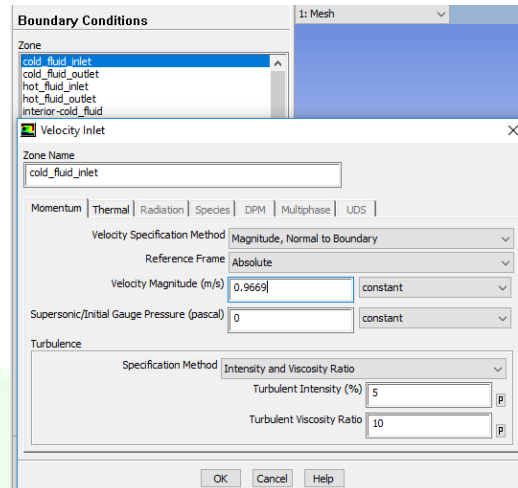 Boundary Conditions
1: Mesh
Zone
cold_fluid_inlet
cold_fluid_outlet
hot_fluid_inlet
hot_fluid_outlet
interior-cold_fluid
Velocity Inlet
Zone Name
cold_fluid_inlet
Momentum Thermal Radiation Species DPM Multiphase UDS
Velocity Specification Method Magnitude, Normal to Boundary
Reference Frame Absolute
Velocity Magnitude (m/s) 0.9669 constant
Supersonic/Initial Gauge Pressure (pascal) 0 constant
Turbulence
Specification Method Intensity and Viscosity Ratio
Turbulent Intensity (%) 5 P
Turbulent Viscosity Ratio 10 P
OK Cancel Help